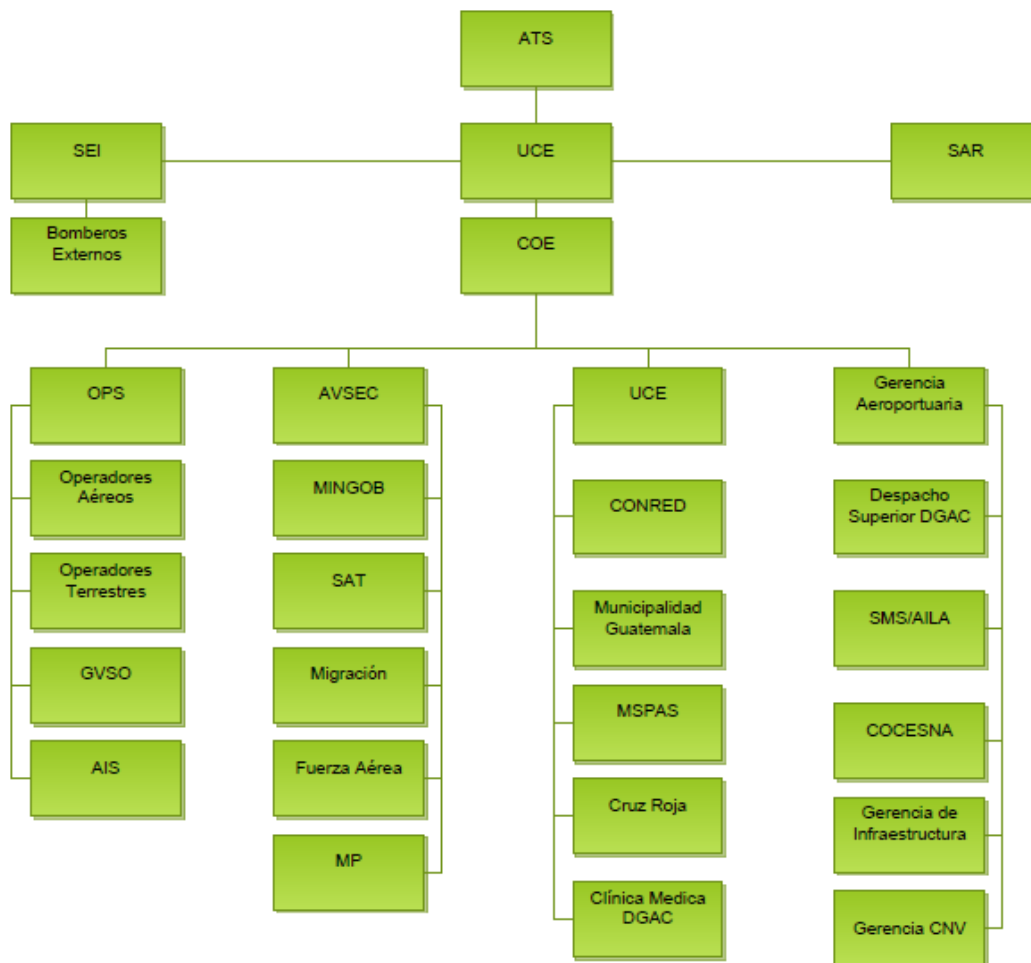 ATS
SEI
UCE
SAR
Bomberos
Externos
COE
OPS
AVSEC
UCE
Gerencia
Aeroportuaria
Operadores
Aéreos
MINGOB
CONRED
Despacho
Superior DGAC
Operadores
Terrestres
SAT
Municipalidad
Guatemala
SMS/AILA
GVSO
Migración
MSPAS
COCESNA
AIS
Fuerza Aérea
Cruz Roja
Gerencia de
Infraestructura
MP
Clínica Medica
DGAC
Gerencia CNV